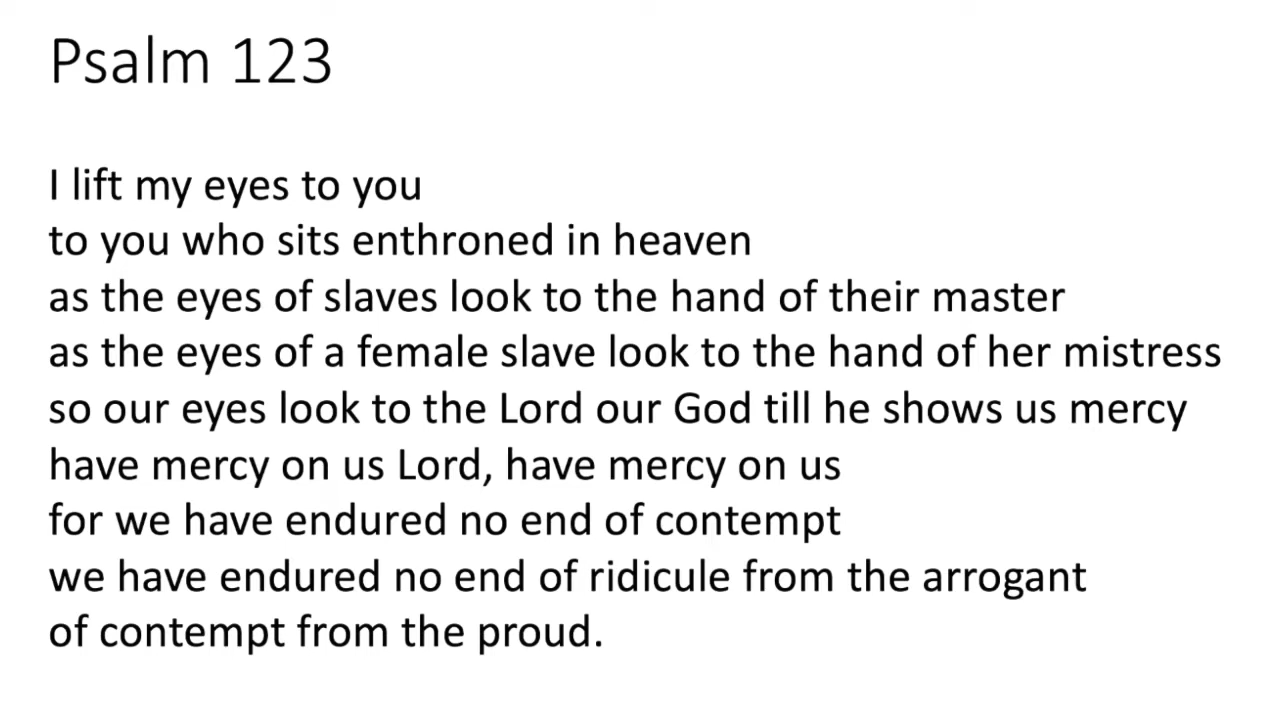 Psalm 123
I lift my eyes to you
to you who sits enthroned in heaven
as the eyes of slaves look to the hand of their master
as the eyes of a female slave look to the hand of her mistress
so our eyes look to the Lord our God till he shows us mercy
have mercy on us Lord, have mercy on us
for we have endured no end of contempt
we have endured no end of ridicule from the arrogant
of contempt from the proud.